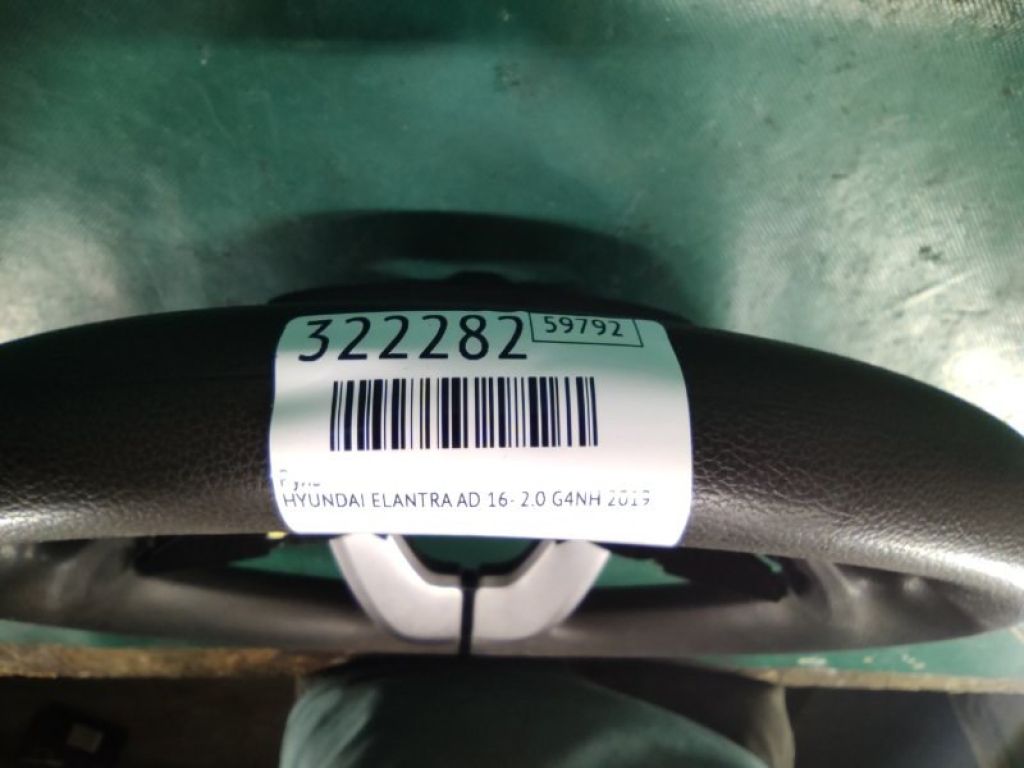 322282
59792
HYUNDAI ELANTRA AD 16- 2.0 G4NH 2019